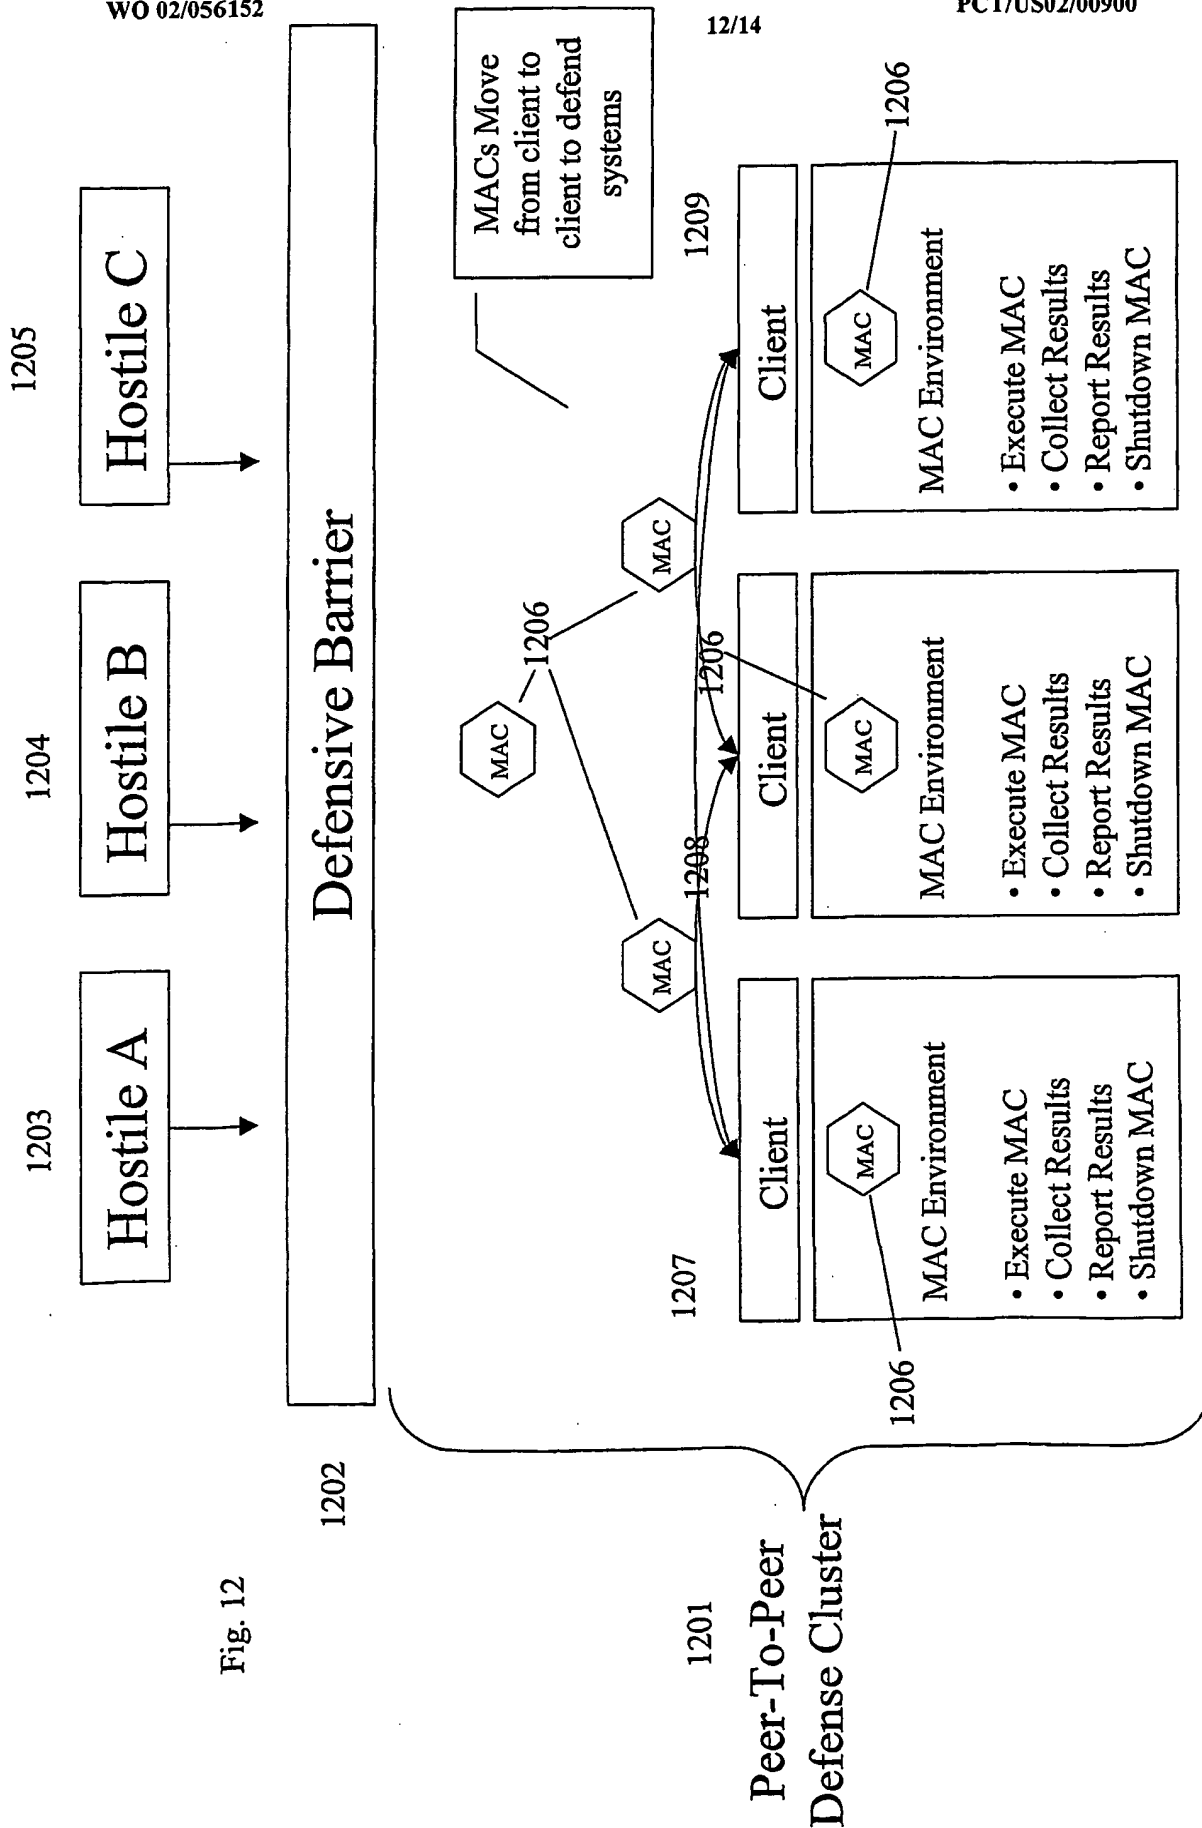 WO 02/056152
12/14
PCT/US02/00900
Fig. 12
1203
1204
1205
Hostile A
Hostile B
Hostile C
1202
Defensive Barrier
MACs Move
from client to
client to defend
systems
MAC
1206
MAC
MAC
1201
Peer-To-Peer
Defense Cluster
1207
1208
1206
1209
Client
Client
Client
1206
MAC
MAC Environment
• Execute MAC
• Collect Results
• Report Results
• Shutdown MAC
MAC
MAC Environment
• Execute MAC
• Collect Results
• Report Results
• Shutdown MAC
MAC
1206
MAC Environment
• Execute MAC
• Collect Results
• Report Results
• Shutdown MAC